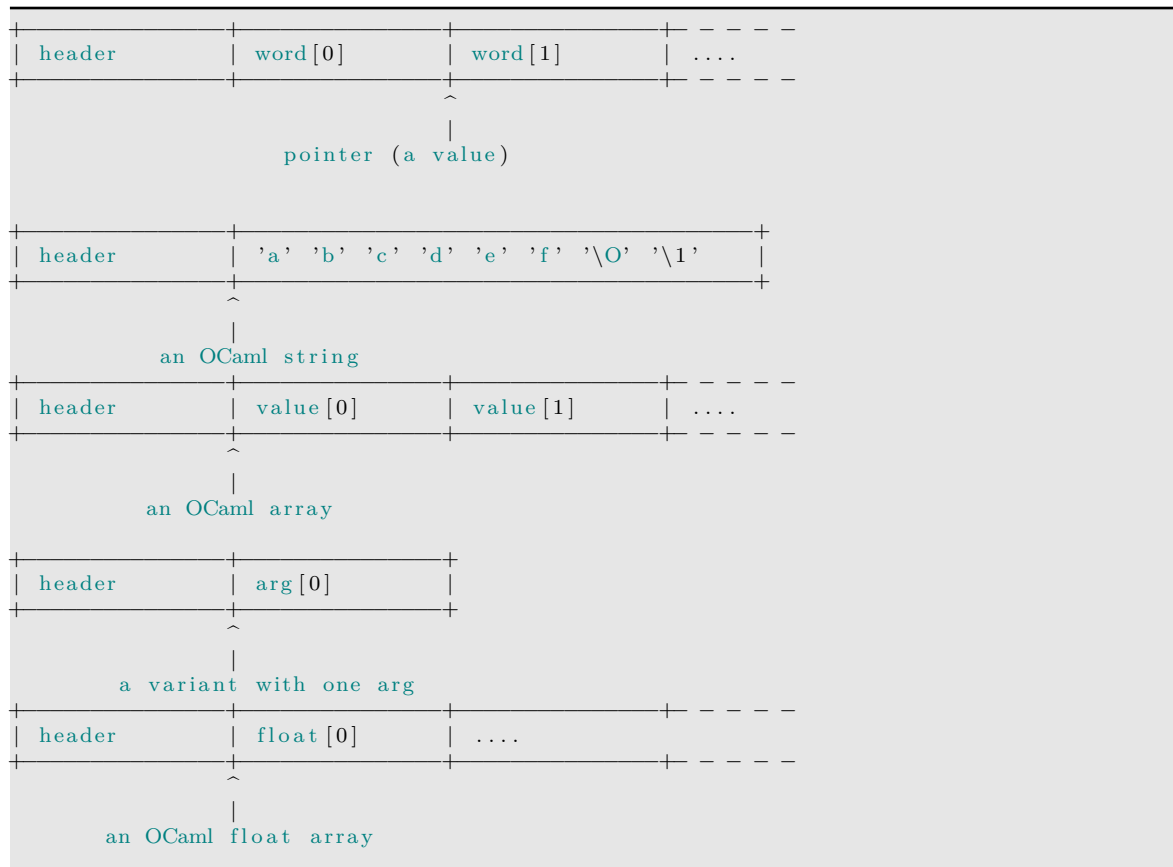 +---------------+---------------+---------------+- - - - -
| header | word[0] | word[1] | ....
+---------------+---------------+---------------+- - - - -
^
|
pointer (a value)
+---------------+---------------------------------------+
| header | 'a' 'b' 'c' 'd' 'e' 'f' '\O' '\1' |
+---------------+---------------------------------------+
^
|
an OCaml string
+---------------+---------------+---------------+- - - - -
| header | value[0] | value[1] | ....
+---------------+---------------+---------------+- - - - -
^
|
an OCaml array
+---------------+---------------+
| header | arg[0] |
+---------------+---------------+
^
|
a variant with one arg
+---------------+---------------+---------------+- - - - -
| header | float[0] | ....
+---------------+---------------+---------------+- - - - -
^
|
an OCaml float array